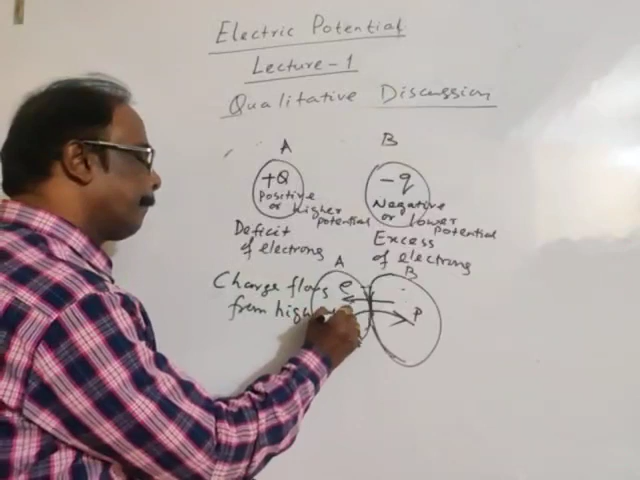 Electric Potential
Lecture-1
Qualitative Discussion
A
B
+Q
Positive
or higher
potential
-q
Negative
or lower
potential
Deficit
of electrons
Excess
of electrons
A
B
Charge flows
from high
e
P